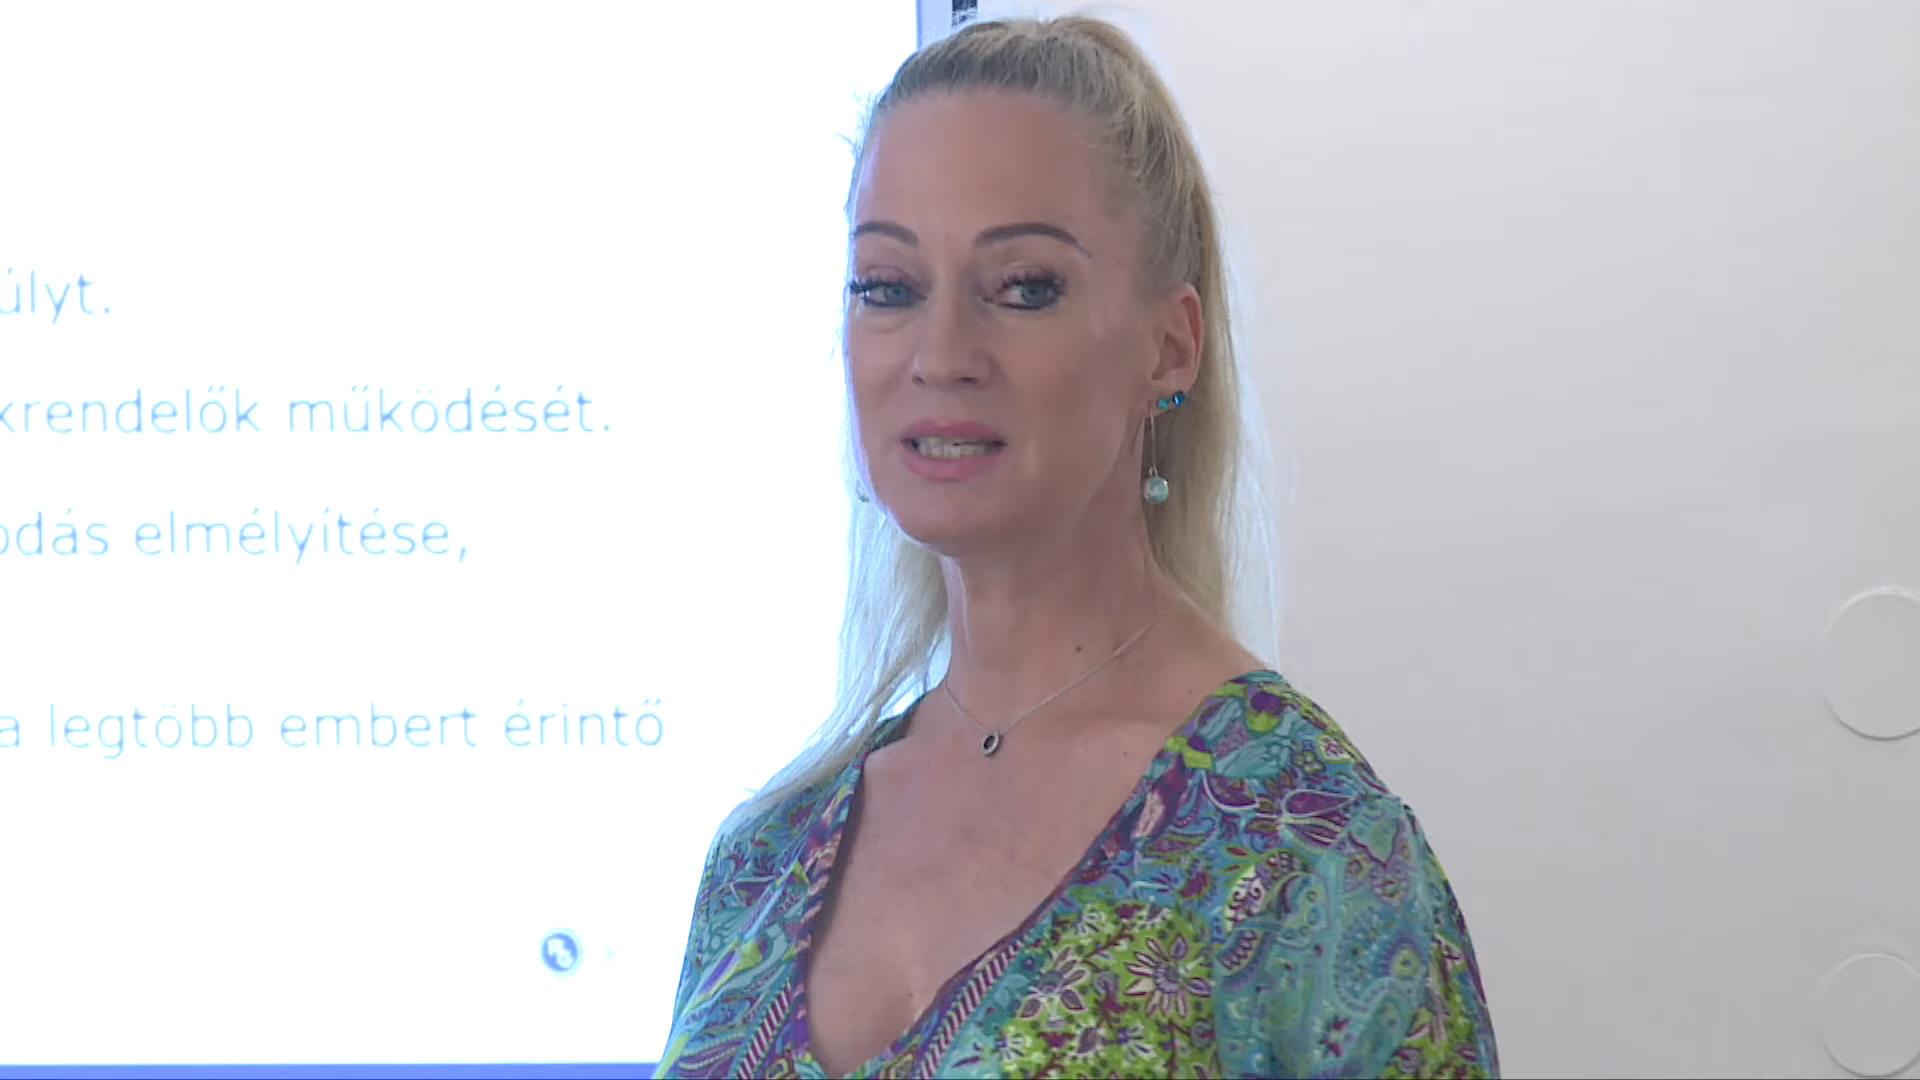 úlyt.
krendelők működését.
odás elmélyítése,
a legtöbb embert érintő